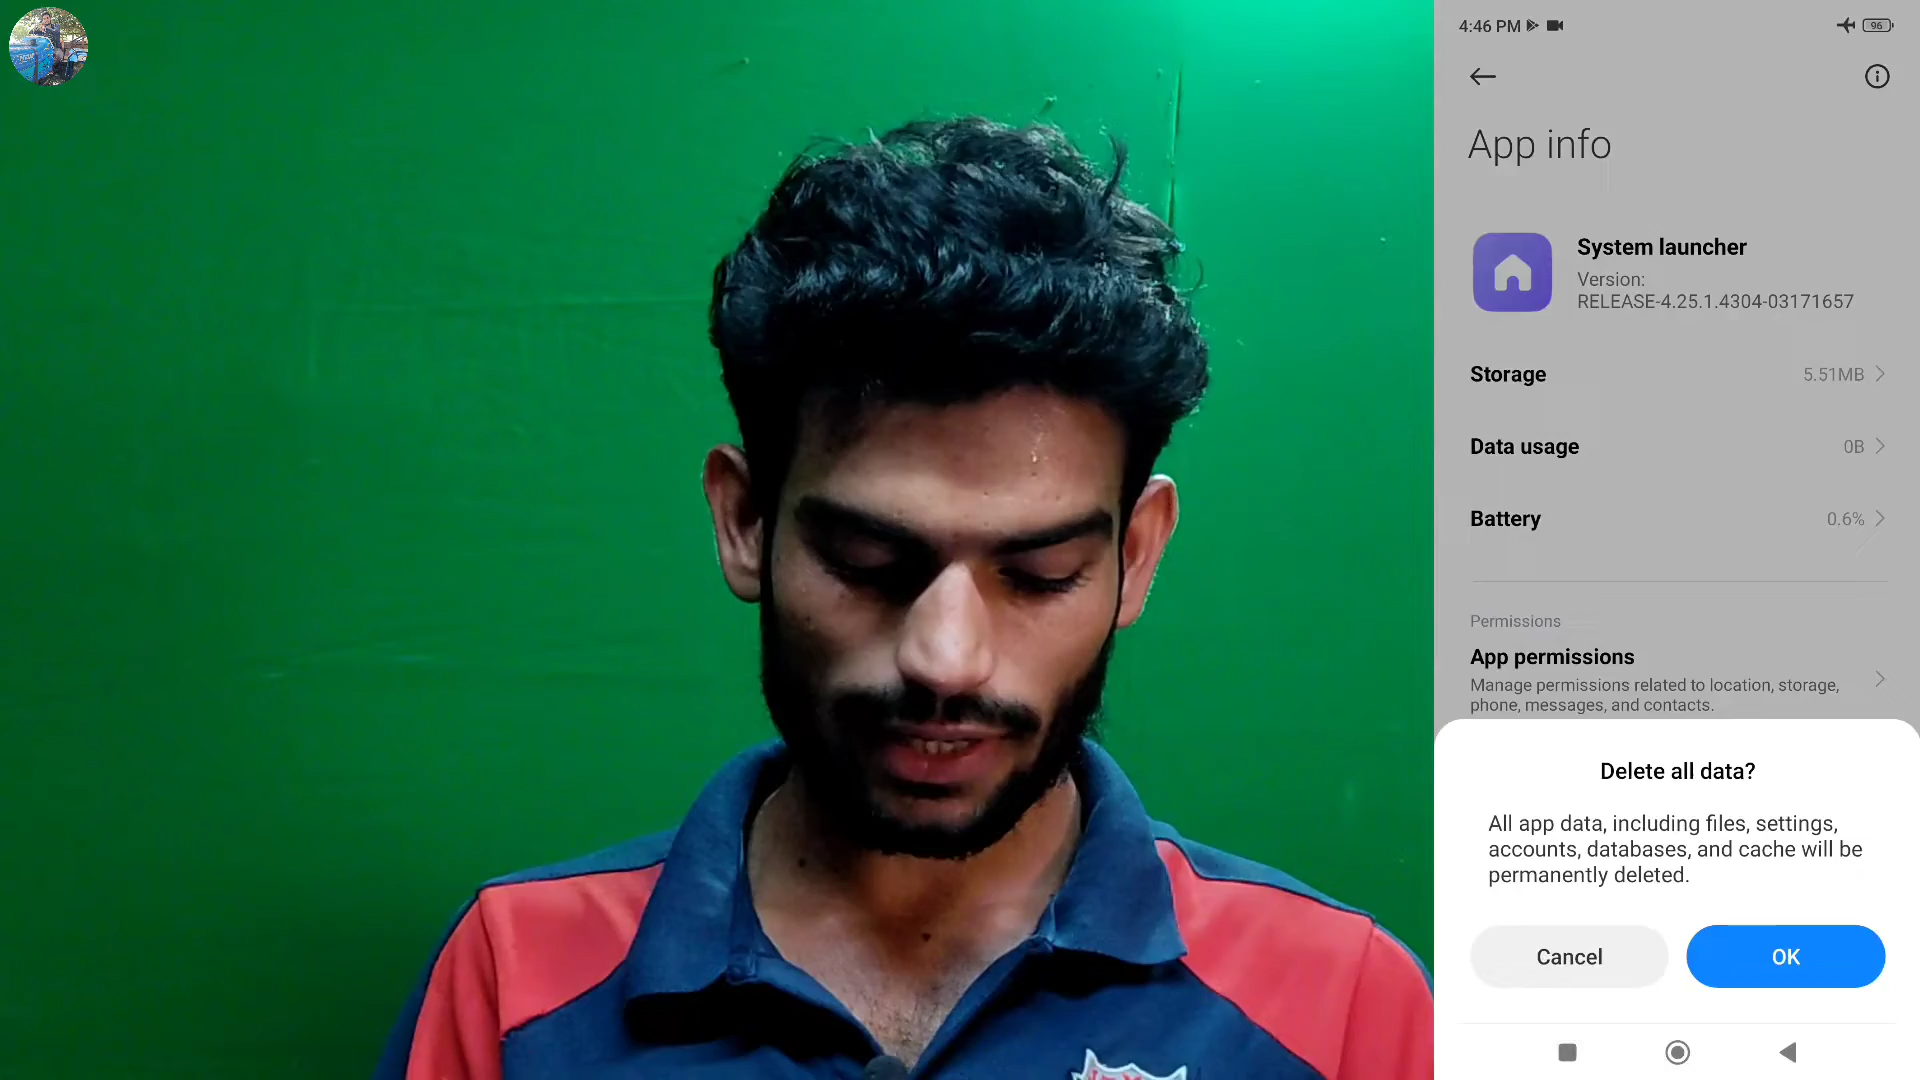 4:46 PM
96
App info
System launcher
Version:
RELEASE-4.25.1.4304-03171657
Storage
5.51MB
Data usage
0B
Battery
0.6%
Permissions
App permissions
Manage permissions related to location, storage,
phone, messages, and contacts.
Delete all data?
All app data, including files, settings,
accounts, databases, and cache will be
permanently deleted.
Cancel
OK